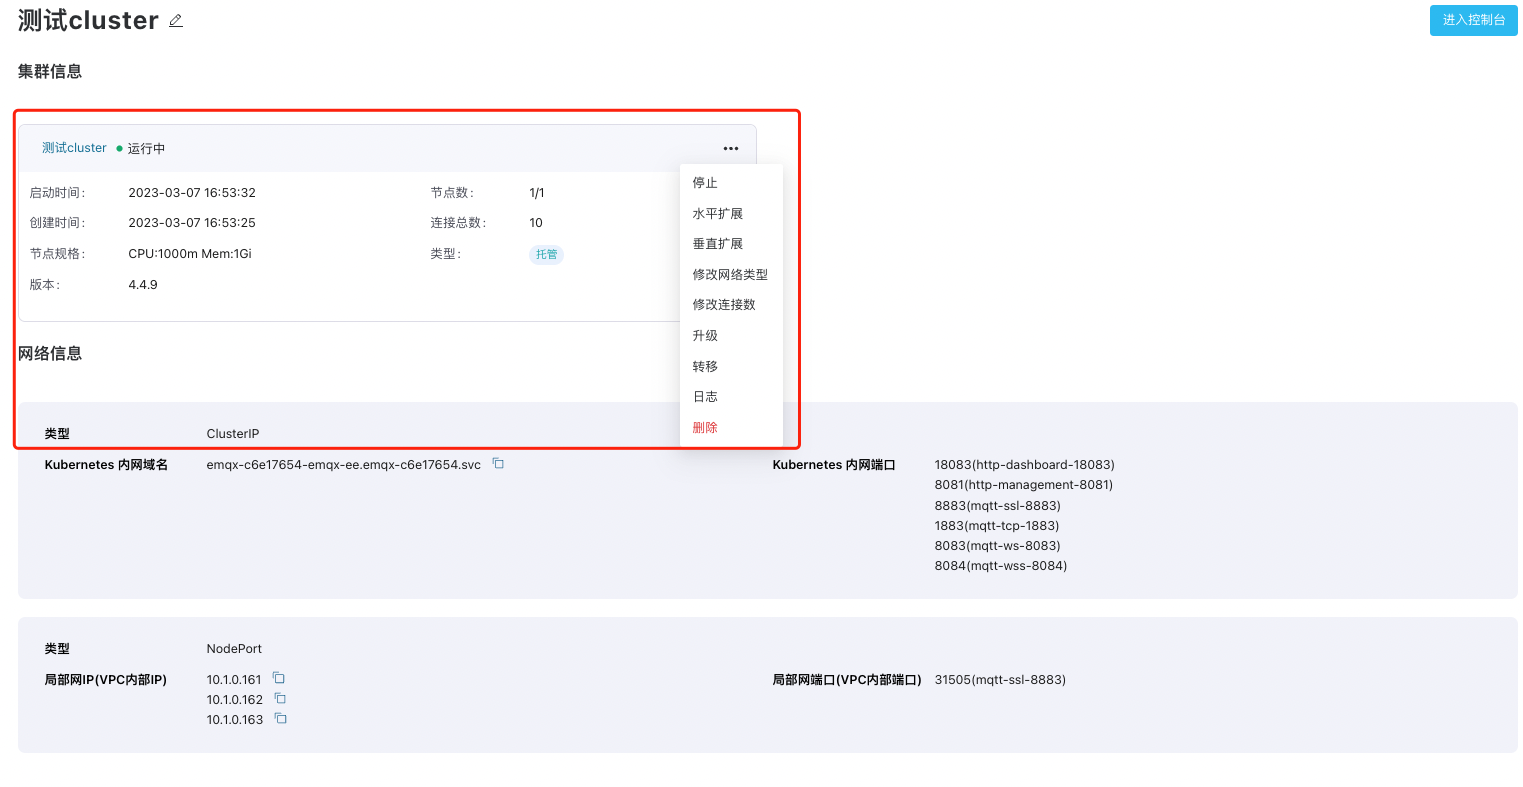 测试cluster
进入控制台
集群信息
测试cluster 运行中
启动时间： 2023-03-07 16:53:32 节点数： 1/1
创建时间： 2023-03-07 16:53:25 连接总数： 10
节点规格： CPU:1000m Mem:1Gi 类型： 托管
版本： 4.4.9
停止
水平扩展
垂直扩展
修改网络类型
修改连接数
升级
转移
日志
删除
网络信息
类型 ClusterIP
Kubernetes 内网域名 emqx-c6e17654-emqx-ee.emqx-c6e17654.svc Kubernetes 内网端口 18083(http-dashboard-18083)
8081(http-management-8081)
8883(mqtt-ssl-8883)
1883(mqtt-tcp-1883)
8083(mqtt-ws-8083)
8084(mqtt-wss-8084)
类型 NodePort
局部网IP(VPC内部IP) 10.1.0.161 局部网端口(VPC内部端口) 31505(mqtt-ssl-8883)
10.1.0.162
10.1.0.163